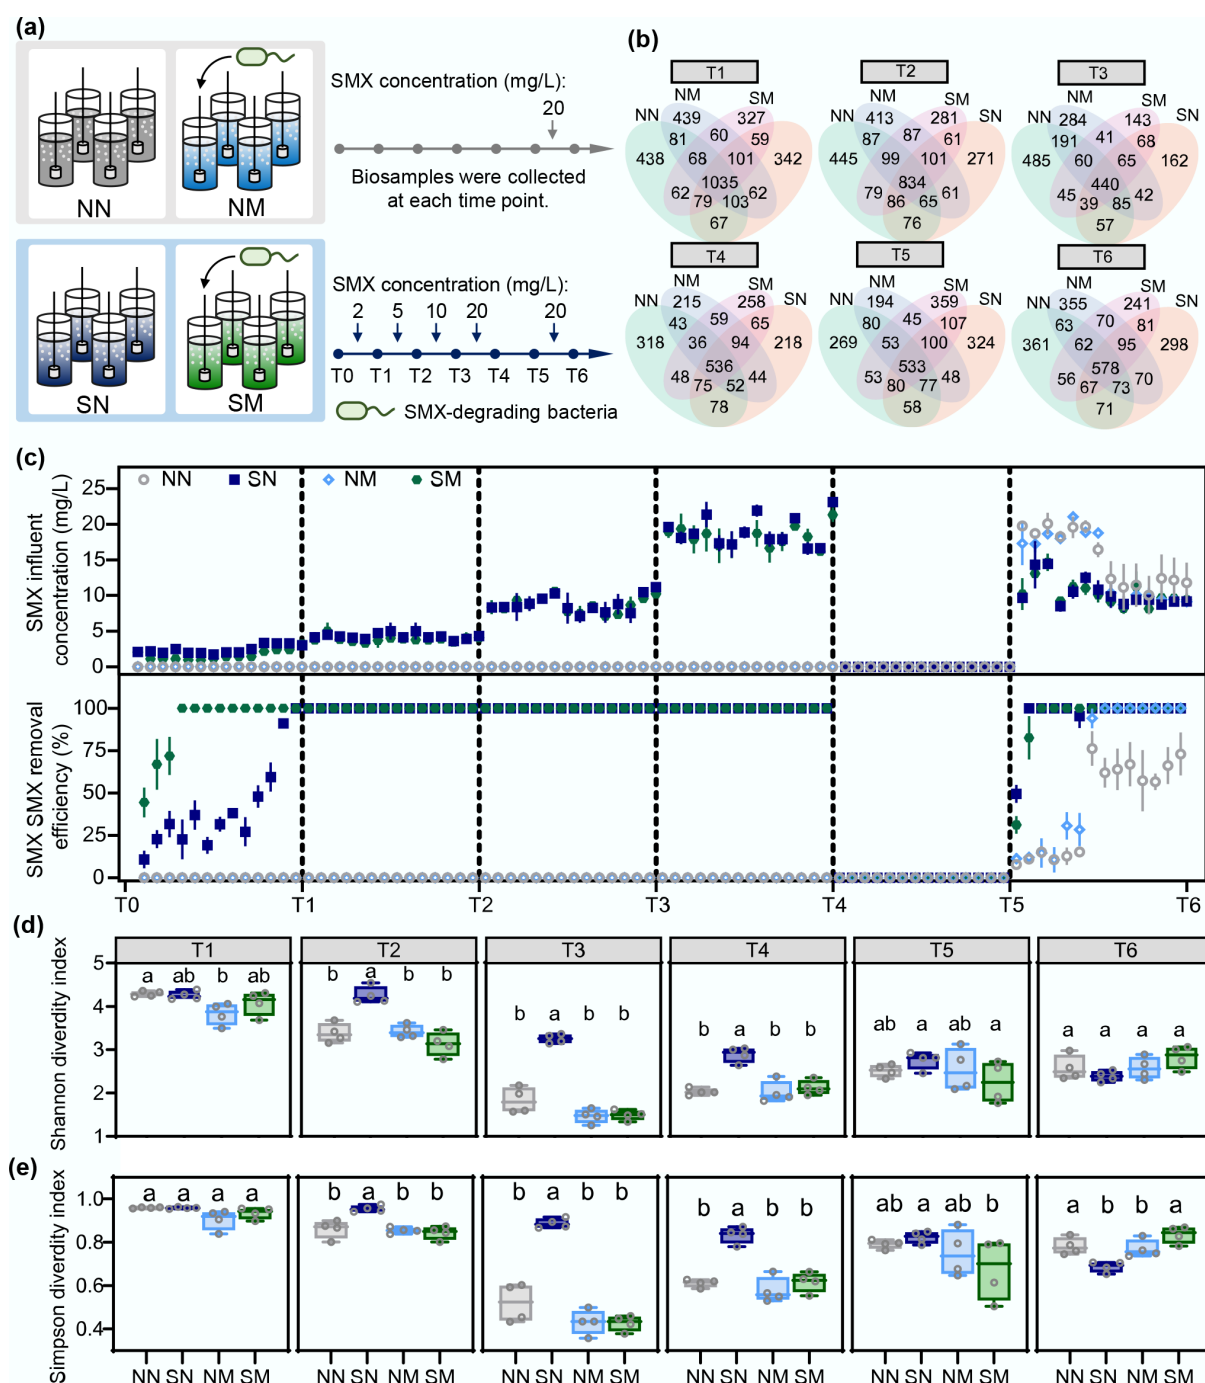 (a)
NN
NM
SMX concentration (mg/L):
20
Biosamples were collected
at each time point.
SN
SM
SMX concentration (mg/L):
2 5 10 20 20
T0 T1 T2 T3 T4 T5 T6
SMX-degrading bacteria
(b)
T1
NM SM
NN SN
439 327
81 60 59
438 68 101 342
1035
62 79 103 62
67
T2
NM SM
NN SN
413 281
87 87 61
445 99 101 271
834
79 86 65 61
76
T3
NM SM
NN SN
284 143
191 41 68
485 60 65 162
440
45 39 85 42
57
T4
NM SM
NN SN
215 258
43 59 65
318 36 94 218
536
48 75 52 44
78
T5
NM SM
NN SN
194 359
80 45 107
269 53 100 324
533
53 80 77 48
58
T6
NM SM
NN SN
355 241
63 70 81
361 62 95 298
578
56 67 73 70
71
(c)
NN SN NM SM
SMX influent
concentration (mg/L)
25
20
15
10
5
0
SMX SMX removal
efficiency (%)
100
75
50
25
0
T0 T1 T2 T3 T4 T5 T6
(d)
T1 T2 T3 T4 T5 T6
Shannon diverdity index
5
4
3
2
1
a ab b ab
b a b b
b a b b
b a b b
ab a ab a
a a a a
(e)
Simpson diverdity index
1.0
0.8
0.6
0.4
a a a a
b a b b
b a b b
b a b b
ab a ab b
a b b a
NN SN NM SM NN SN NM SM NN SN NM SM NN SN NM SM NN SN NM SM NN SN NM SM